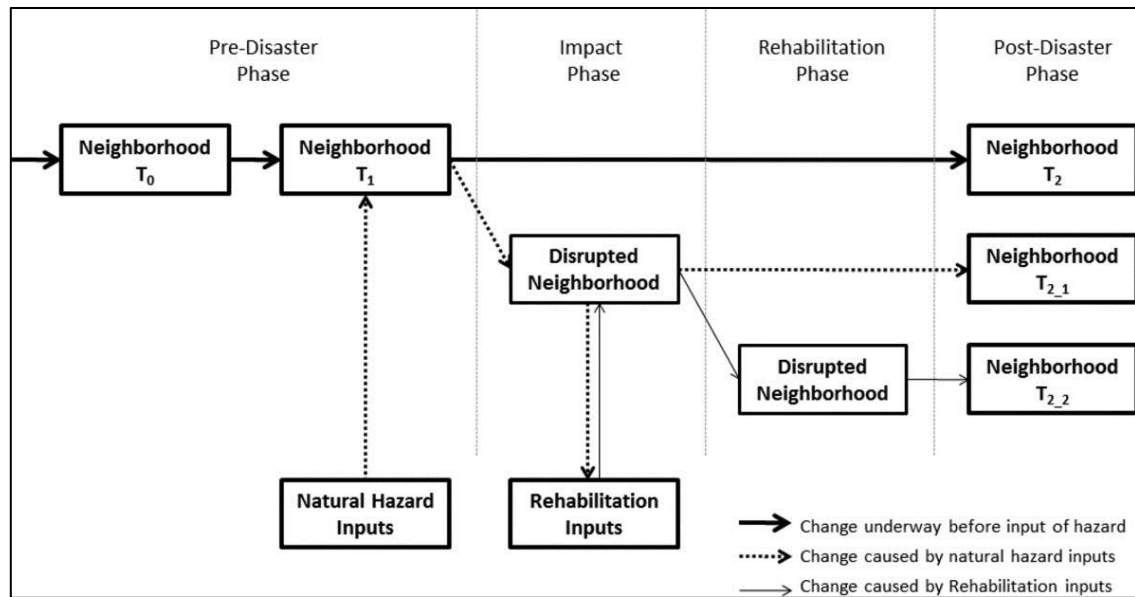 Pre-Disaster
Phase
Impact
Phase
Rehabilitation
Phase
Post-Disaster
Phase
Neighborhood
T0
Neighborhood
T1
Neighborhood
T2
Disrupted
Neighborhood
Neighborhood
T2_1
Disrupted
Neighborhood
Neighborhood
T2_2
Natural Hazard
Inputs
Rehabilitation
Inputs
Change underway before input of hazard
Change caused by natural hazard inputs
Change caused by Rehabilitation inputs